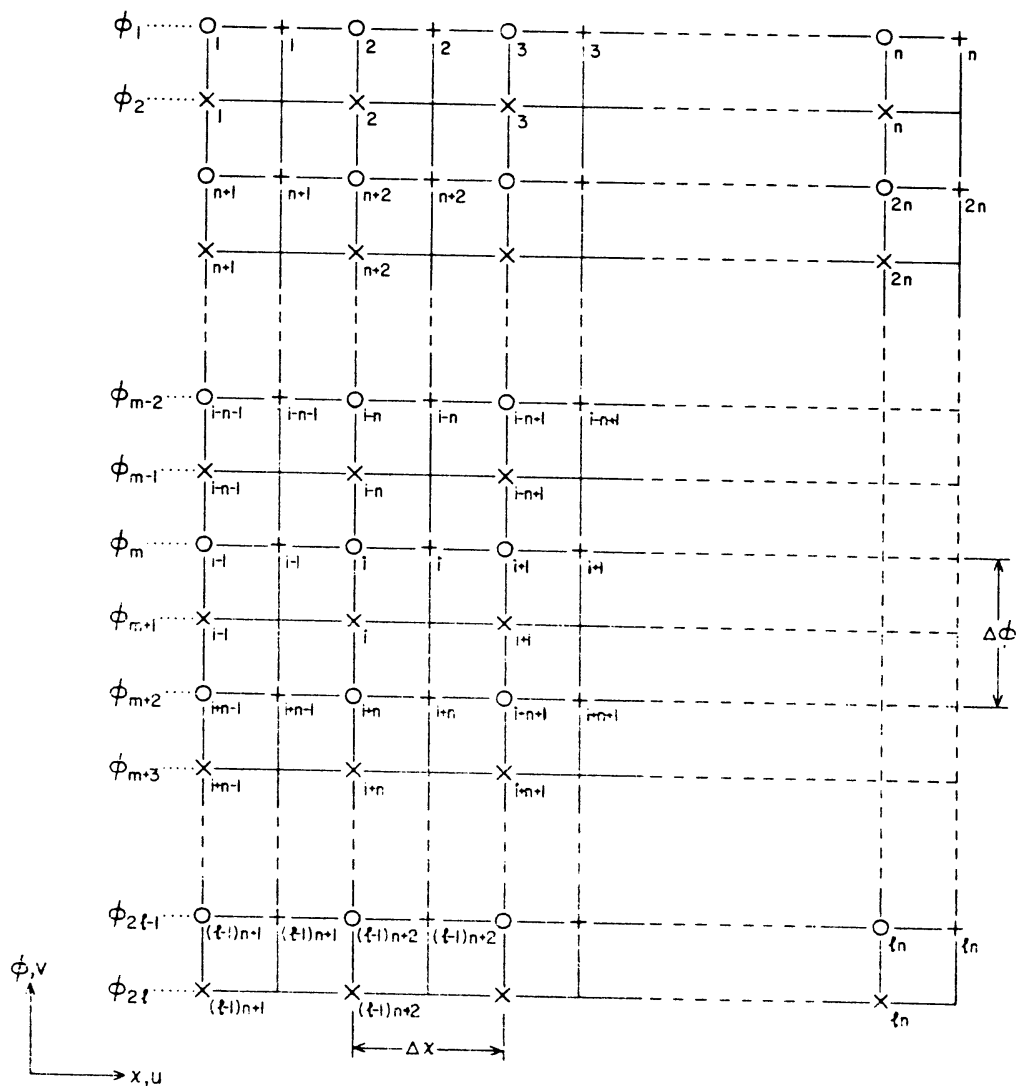 ϕ1 1 1 2 2 3 3 n n
ϕ2 1 2 3 n
n+1 n+1 n+2 n+2 2n 2n
n+1 n+2 2n
ϕm-2 i-n-1 i-n-1 i-n i-n i-n+1 i-n+1
ϕm-1 i-n-1 i-n i-n+1
ϕm i-1 i-1 i i i+1 i+1
ϕm+1 i-1 i i+1
Δϕ
ϕm+2 i+n-1 i+n-1 i+n i+n i+n+1 i+n+1
ϕm+3 i+n-1 i+n i+n+1
ϕ2ℓ-1 (ℓ-1)n+1 (ℓ-1)n+1 (ℓ-1)n+2 (ℓ-1)n+2 ℓn ℓn
ϕ,v
ϕ2ℓ (ℓ-1)n+1 (ℓ-1)n+2 ℓn
Δχ
χ,u